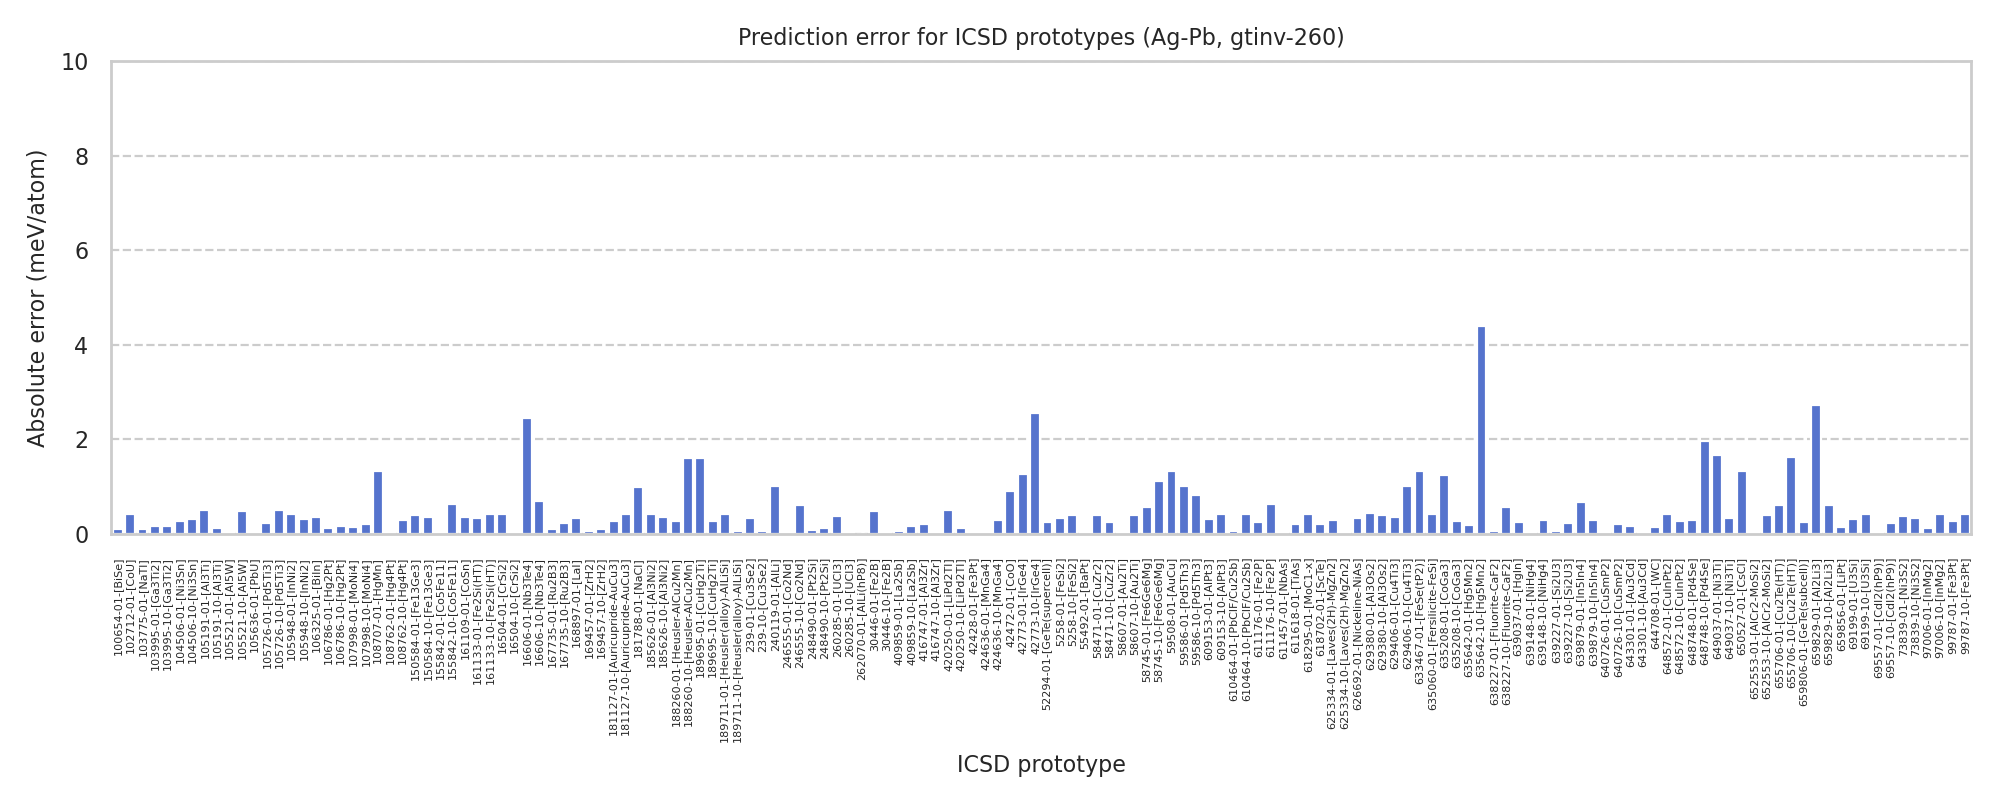 Prediction error for ICSD prototypes (Ag-Pb, gtinv-260)
Absolute error (meV/atom)
10
8
6
4
2
0
100654-01-[BiSe]
102712-01-[CoU]
103775-01-[NaTl]
103995-01-[Ga3Ti2]
103995-10-[Ga3Ti2]
104506-01-[Ni3Sn]
104506-10-[Ni3Sn]
105191-01-[Al3Ti]
105191-10-[Al3Ti]
105521-01-[Al5W]
105521-10-[Al5W]
105636-01-[PbU]
105726-01-[Pd5Ti3]
105726-10-[Pd5Ti3]
105948-01-[InNi2]
105948-10-[InNi2]
106325-01-[BiIn]
106786-01-[Hg2Pt]
106786-10-[Hg2Pt]
107998-01-[MoNi4]
107998-10-[MoNi4]
108707-01-[HgMn]
108762-01-[Hg4Pt]
108762-10-[Hg4Pt]
150584-01-[Fe13Ge3]
150584-10-[Fe13Ge3]
155842-01-[Co5Fe11]
155842-10-[Co5Fe11]
161109-01-[CoSn]
161133-01-[Fe2Si(HT)]
161133-10-[Fe2Si(HT)]
16504-01-[CrSi2]
16504-10-[CrSi2]
16606-01-[Nb3Te4]
16606-10-[Nb3Te4]
167735-01-[Ru2B3]
167735-10-[Ru2B3]
168897-01-[LaI]
169457-01-[ZrH2]
169457-10-[ZrH2]
181127-01-[Auricupride-AuCu3]
181127-10-[Auricupride-AuCu3]
181788-01-[NaCl]
185626-01-[Al3Ni2]
185626-10-[Al3Ni2]
188260-01-[Heusler-AlCu2Mn]
188260-10-[Heusler-AlCu2Mn]
189695-01-[CuHg2Ti]
189695-10-[CuHg2Ti]
189711-01-[Heusler(alloy)-AlLiSi]
189711-10-[Heusler(alloy)-AlLiSi]
239-01-[Cu3Se2]
239-10-[Cu3Se2]
240119-01-[AlLi]
246555-01-[Co2Nd]
246555-10-[Co2Nd]
248490-01-[Pt2Si]
248490-10-[Pt2Si]
260285-01-[UCl3]
260285-10-[UCl3]
262070-01-[AlLi(hP8)]
30446-01-[Fe2B]
30446-10-[Fe2B]
409859-01-[La2Sb]
409859-10-[La2Sb]
416747-01-[Al3Zr]
416747-10-[Al3Zr]
420250-01-[LiPd2Tl]
420250-10-[LiPd2Tl]
42428-01-[Fe3Pt]
424636-01-[MnGa4]
424636-10-[MnGa4]
42472-01-[CoO]
42773-01-[IrGe4]
42773-10-[IrGe4]
52294-01-[GeTe(supercell)]
5258-01-[FeSi2]
5258-10-[FeSi2]
55492-01-[BaPt]
58471-01-[CuZr2]
58471-10-[CuZr2]
58607-01-[Au2Ti]
58607-10-[Au2Ti]
58745-01-[Fe6Ge6Mg]
58745-10-[Fe6Ge6Mg]
59508-01-[AuCu]
59586-01-[Pd5Th3]
59586-10-[Pd5Th3]
609153-01-[AlPt3]
609153-10-[AlPt3]
610464-01-[PbClF/Cu2Sb]
610464-10-[PbClF/Cu2Sb]
611176-01-[Fe2P]
611176-10-[Fe2P]
611457-01-[NbAs]
611618-01-[TiAs]
618295-01-[MoC1-x]
618702-01-[ScTe]
625334-01-[Laves(2H)-MgZn2]
625334-10-[Laves(2H)-MgZn2]
626692-01-[Nickeline-NiAs]
629380-01-[Al3Os2]
629380-10-[Al3Os2]
629406-01-[Cu4Ti3]
629406-10-[Cu4Ti3]
633467-01-[FeSe(tP2)]
635060-01-[Fersilicite-FeSi]
635208-01-[CoGa3]
635208-10-[CoGa3]
635642-01-[Hg5Mn2]
635642-10-[Hg5Mn2]
638227-01-[Fluorite-CaF2]
638227-10-[Fluorite-CaF2]
639037-01-[HgIn]
639148-01-[NiHg4]
639148-10-[NiHg4]
639227-01-[Si2U3]
639227-10-[Si2U3]
639879-01-[In5In4]
639879-10-[In5In4]
640726-01-[CuSmP2]
640726-10-[CuSmP2]
643301-01-[Au3Cd]
643301-10-[Au3Cd]
644708-01-[WC]
648572-01-[CuInPt2]
648572-10-[CuInPt2]
648748-01-[Pd4Se]
648748-10-[Pd4Se]
649037-01-[Ni3Ti]
649037-10-[Ni3Ti]
650527-01-[CsCl]
652553-01-[AlCr2-MoSi2]
652553-10-[AlCr2-MoSi2]
655706-01-[Cu2Te(HT)]
655706-10-[Cu2Te(HT)]
659806-01-[GeTe(subcell)]
659829-01-[Al2Li3]
659829-10-[Al2Li3]
659856-01-[LiPt]
69199-01-[U3Si]
69199-10-[U3Si]
69557-01-[CdI2(hP9)]
69557-10-[CdI2(hP9)]
73839-01-[Ni3S2]
73839-10-[Ni3S2]
97006-01-[InMg2]
97006-10-[InMg2]
99787-01-[Fe3Pt]
99787-10-[Fe3Pt]
ICSD prototype